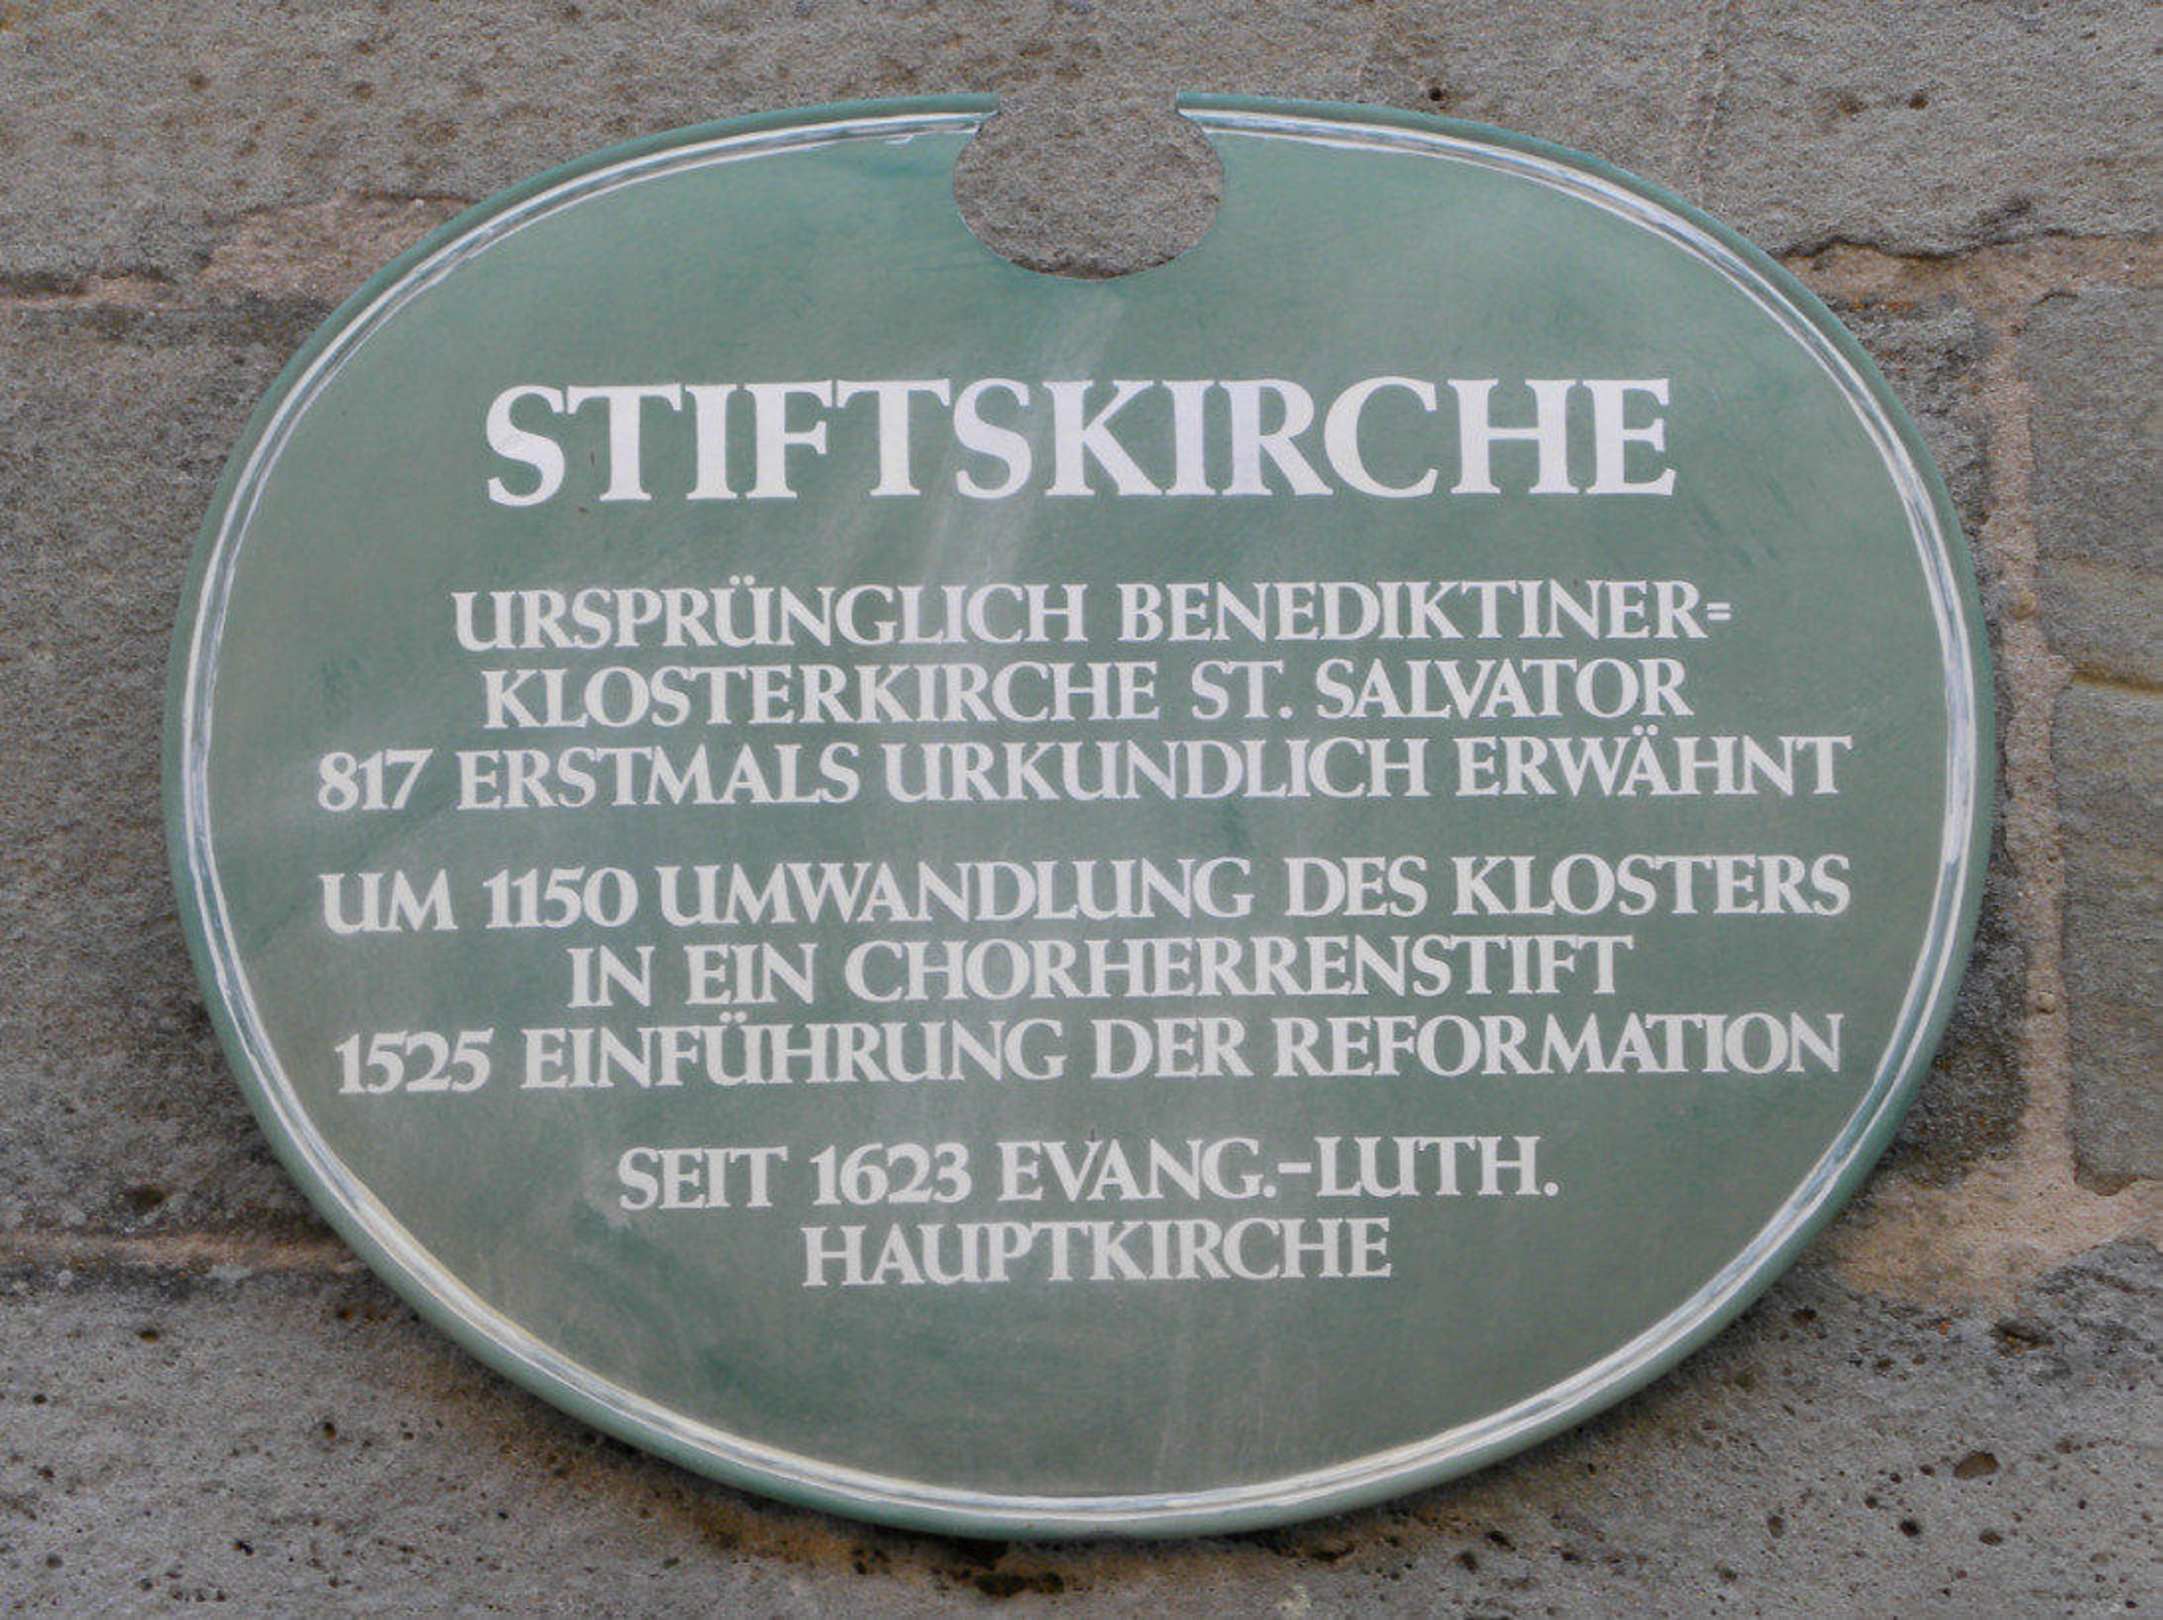 STIFTSKIRCHE
URSPRÜNGLICH BENEDIKTINER=
KLOSTERKIRCHE ST. SALVATOR
817 ERSTMALS URKUNDLICH ERWÄHNT
UM 1150 UMWANDLUNG DES KLOSTERS
IN EIN CHORHERRENSTIFT
1525 EINFÜHRUNG DER REFORMATION
SEIT 1623 EVANG.-LUTH.
HAUPTKIRCHE